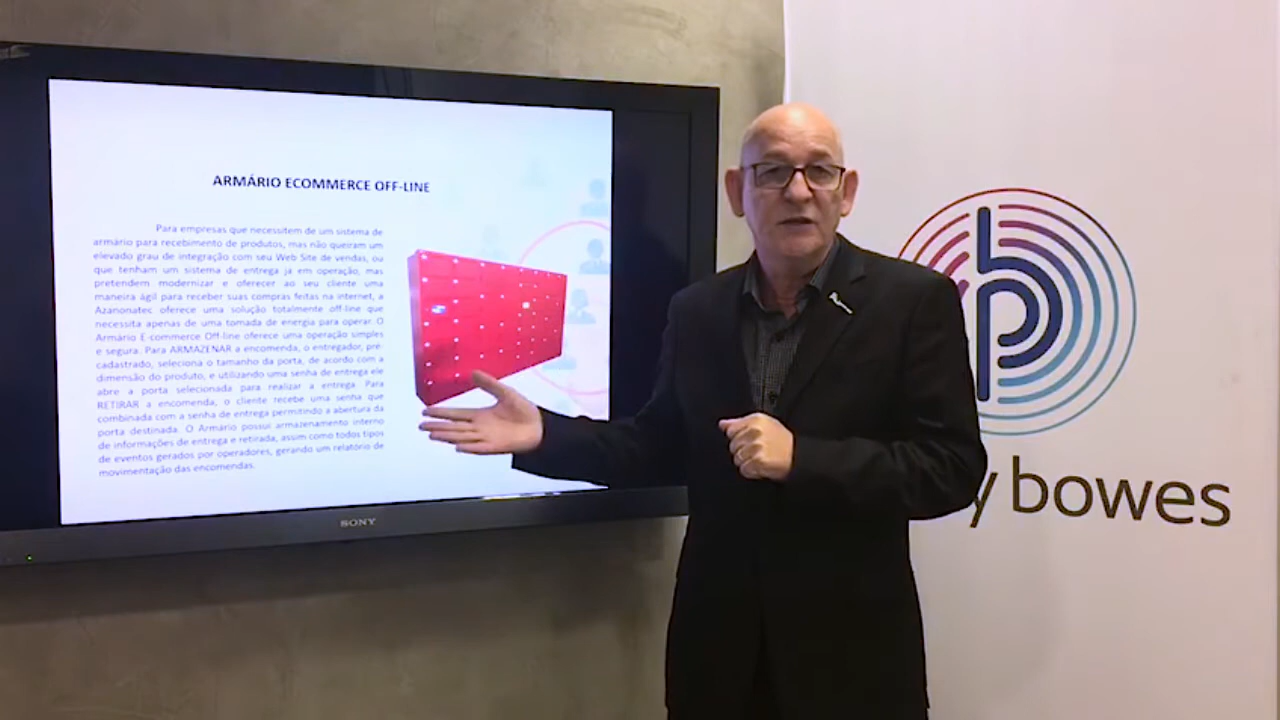 ARMÁRIO ECOMMERCE OFF-LINE
Para empresas que necessitem de um sistema de
armário para recebimento de produtos, mas não queiram um
elevado grau de integração com seu Web Site de vendas, ou
que tenham um sistema de entrega já em operação, mas
pretendem modernizar e oferecer ao seu cliente uma
maneira ágil para receber suas compras feitas na internet, a
Azanonatec oferece uma solução totalmente off-line que
necessita apenas de uma tomada de energia para operar. O
Armário E-commerce Off-line oferece uma operação simples
e segura. Para ARMAZENAR a encomenda, o entregador, pré-
cadastrado, seleciona o tamanho da porta, de acordo com a
dimensão do produto, e utilizando uma senha de entrega ele
abre a porta selecionada para realizar a entrega. Para
RETIRAR a encomenda, o cliente recebe uma senha que
combinada com a senha de entrega permitindo a abertura da
porta destinada. O Armário possui armazenamento interno
de informações de entrega e retirada, assim como todos tipos
de eventos gerados por operadores, gerando um relatório de
movimentação das encomendas.
SONY
y bowes